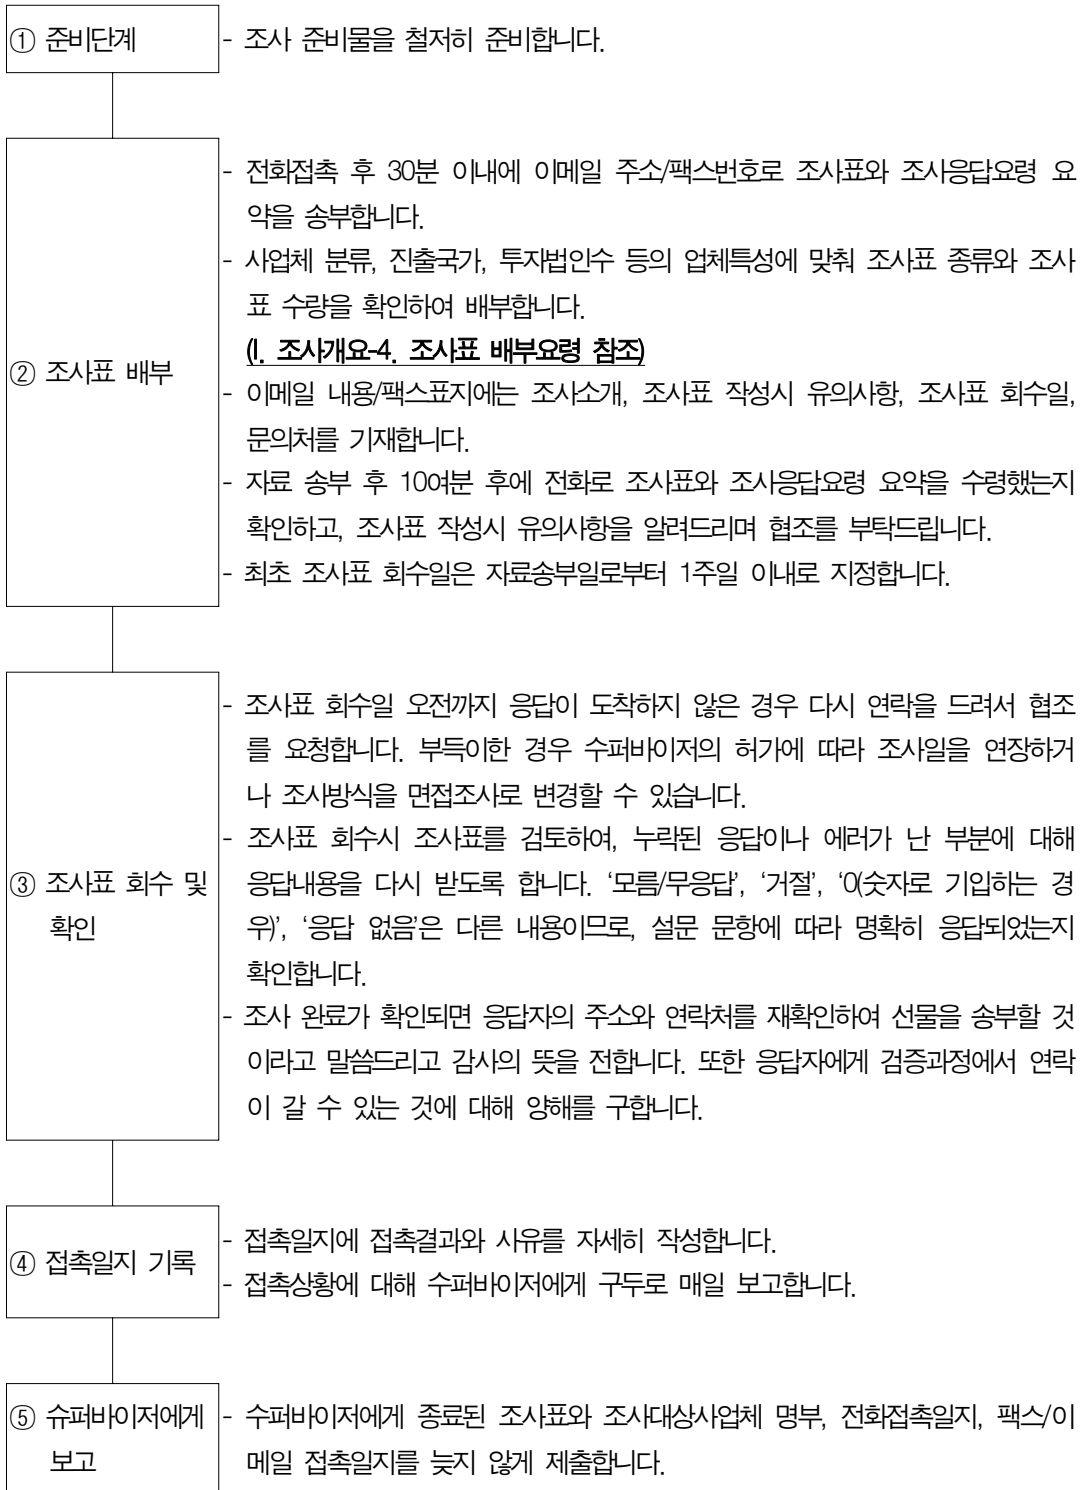 ① 준비단계
- 조사 준비물을 철저히 준비합니다.
② 조사표 배부
- 전화접촉 후 30분 이내에 이메일 주소/팩스번호로 조사표와 조사응답요령 요
약을 송부합니다.
- 사업체 분류, 진출국가, 투자법인수 등의 업체특성에 맞춰 조사표 종류와 조사
표 수량을 확인하여 배부합니다.
(I. 조사개요-4. 조사표 배부요령 참조)
- 이메일 내용/팩스표지에는 조사소개, 조사표 작성시 유의사항, 조사표 회수일,
문의처를 기재합니다.
- 자료 송부 후 10여분 후에 전화로 조사표와 조사응답요령 요약을 수령했는지
확인하고, 조사표 작성시 유의사항을 알려드리며 협조를 부탁드립니다.
- 최초 조사표 회수일은 자료송부일로부터 1주일 이내로 지정합니다.
③ 조사표 회수 및
확인
- 조사표 회수일 오전까지 응답이 도착하지 않은 경우 다시 연락을 드려서 협조
를 요청합니다. 부득이한 경우 수퍼바이저의 허가에 따라 조사일을 연장하거
나 조사방식을 면접조사로 변경할 수 있습니다.
- 조사표 회수시 조사표를 검토하여, 누락된 응답이나 에러가 난 부분에 대해
응답내용을 다시 받도록 합니다. ‘모름/무응답’, ‘거절’, ‘0(숫자로 기입하는 경
우)’, ‘응답 없음’은 다른 내용이므로, 설문 문항에 따라 명확히 응답되었는지
확인합니다.
- 조사 완료가 확인되면 응답자의 주소와 연락처를 재확인하여 선물을 송부할 것
이라고 말씀드리고 감사의 뜻을 전합니다. 또한 응답자에게 검증과정에서 연락
이 갈 수 있는 것에 대해 양해를 구합니다.
④ 접촉일지 기록
- 접촉일지에 접촉결과와 사유를 자세히 작성합니다.
- 접촉상황에 대해 수퍼바이저에게 구두로 매일 보고합니다.
⑤ 슈퍼바이저에게
보고
- 수퍼바이저에게 종료된 조사표와 조사대상사업체 명부, 전화접촉일지, 팩스/이
메일 접촉일지를 늦지 않게 제출합니다.